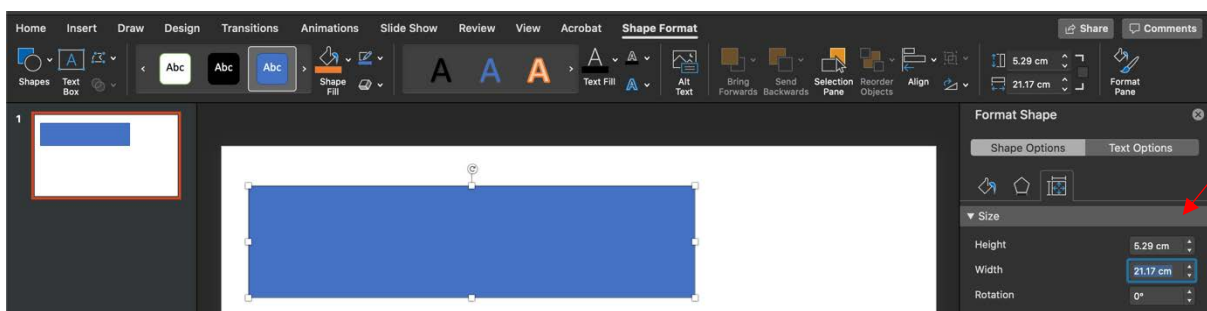 Home Insert Draw Design Transitions Animations Slide Show Review View Acrobat Shape Format Share Comments
Abc Abc Abc A A A A A A A
5.29 cm
21.17 cm
Shapes Text Box Shape Fill Text Fill Alt Text Bring Forwards Send Backwards Selection Pane Reorder Objects Align Format Pane
1
Format Shape
Shape Options Text Options
Size
Height 5.29 cm
Width 21.17 cm
Rotation 0°